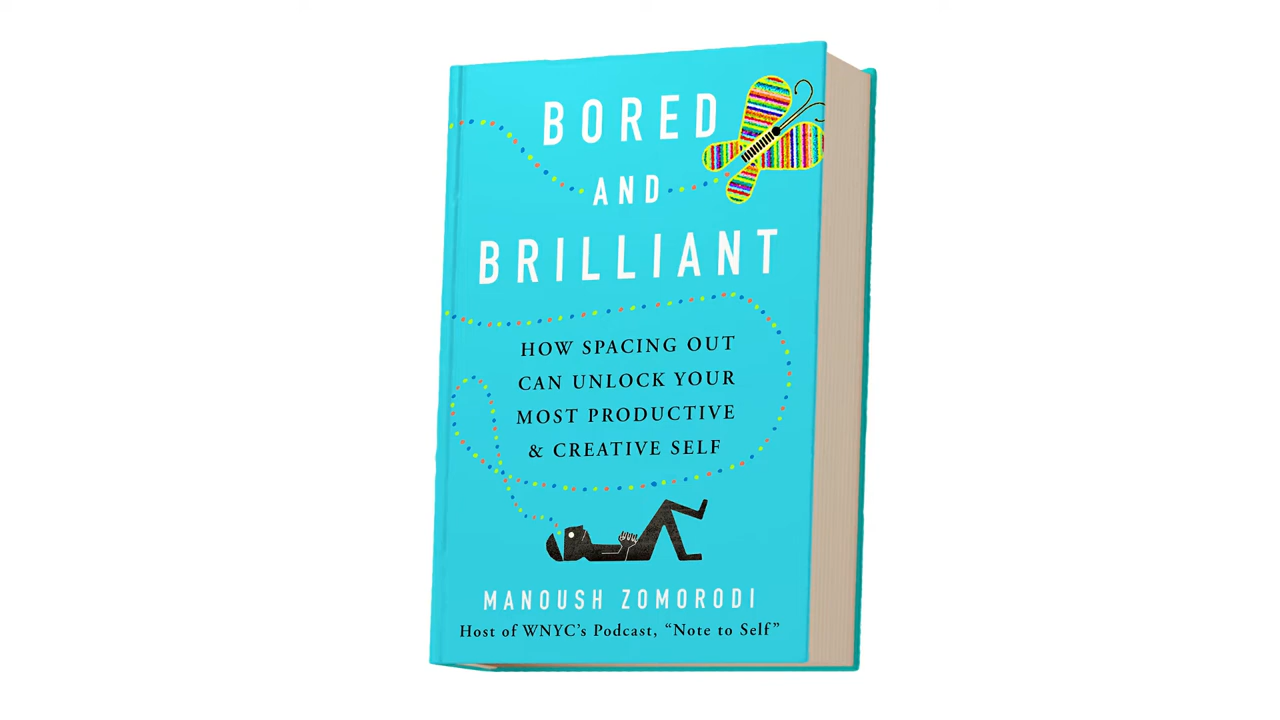 BORED
AND
BRILLIANT
HOW SPACING OUT
CAN UNLOCK YOUR
MOST PRODUCTIVE
& CREATIVE SELF
MANOUSH ZOMORODI
Host of WNYC's Podcast, “Note to Self”